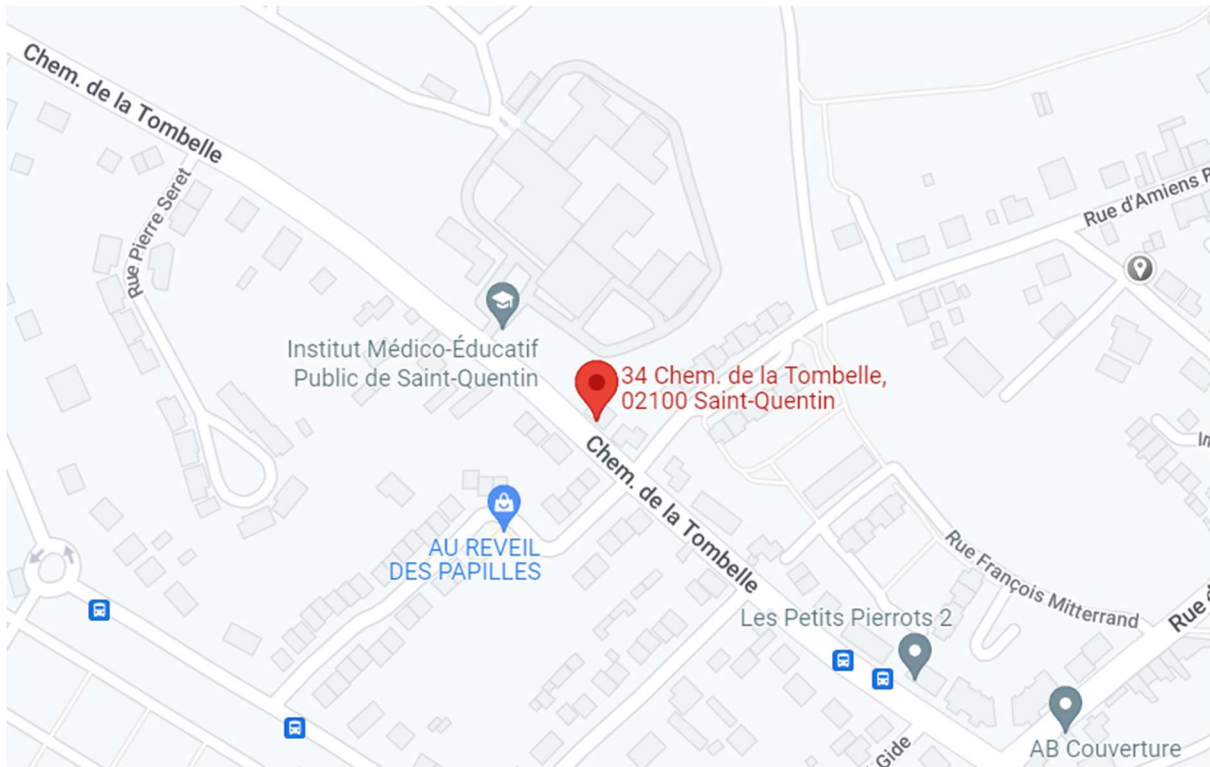 Chem. de la Tombelle
Rue Pierre Seret
Rue d'Amiens P
Institut Médico-Éducatif
Public de Saint-Quentin
34 Chem. de la Tombelle,
02100 Saint-Quentin
Chem. de la Tombelle
AU REVEIL
DES PAPILLES
Rue François Mitterrand
Les Petits Pierrots 2
Rue d
Gide
AB Couverture